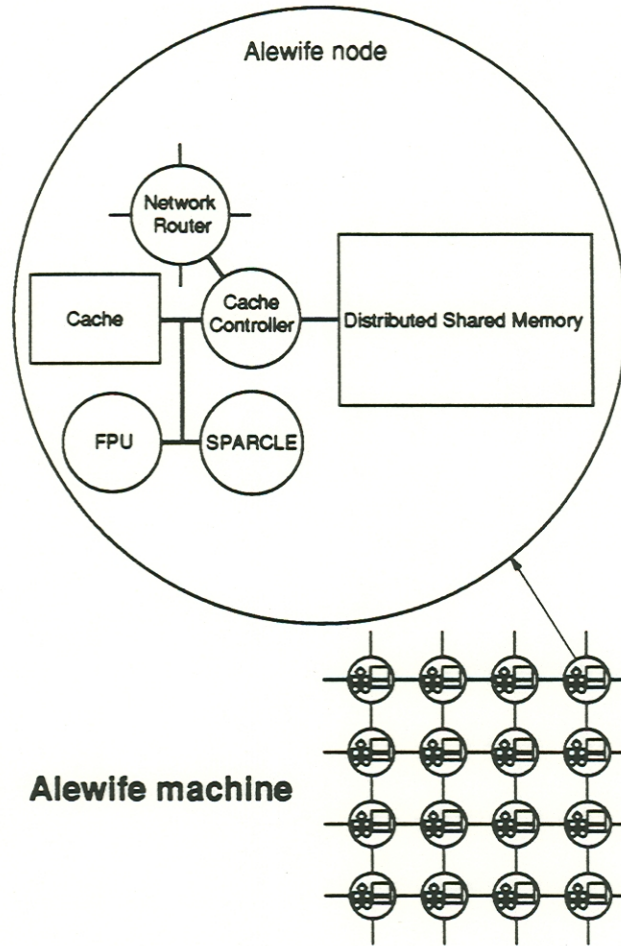 Alewife node
Network
Router
Cache
Cache
Controller
Distributed Shared Memory
FPU
SPARCLE
Alewife machine